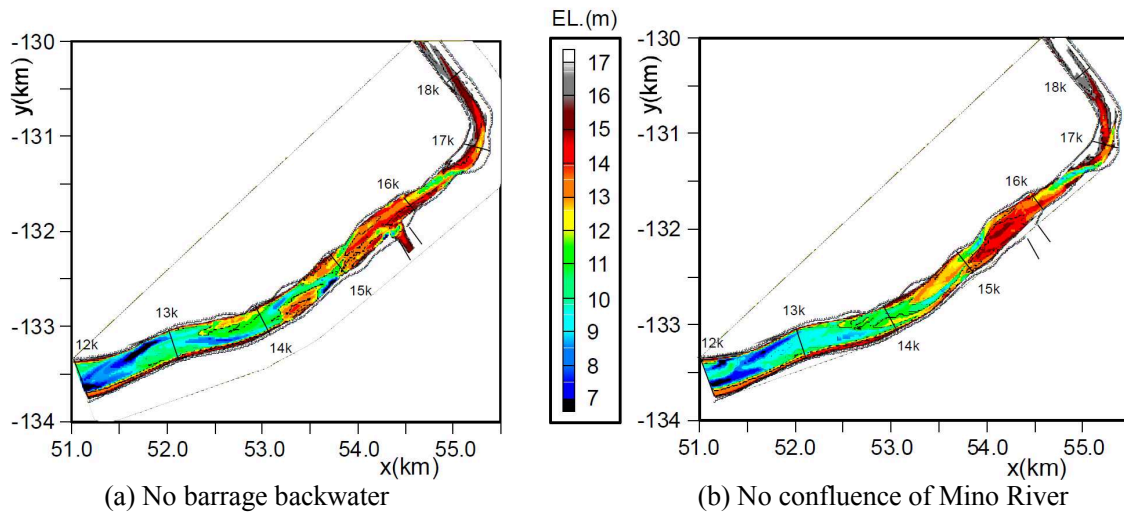 EL.(m)
-130
-131
-132
-133
-134
y(km)
18k
17k
16k
15k
14k
13k
12k
51.0 52.0 53.0 54.0 55.0
x(km)
(a) No barrage backwater
17
16
15
14
13
12
11
10
9
8
7
-130
-131
-132
-133
-134
y(km)
18k
17k
16k
15k
14k
13k
12k
51.0 52.0 53.0 54.0 55.0
x(km)
(b) No confluence of Mino River